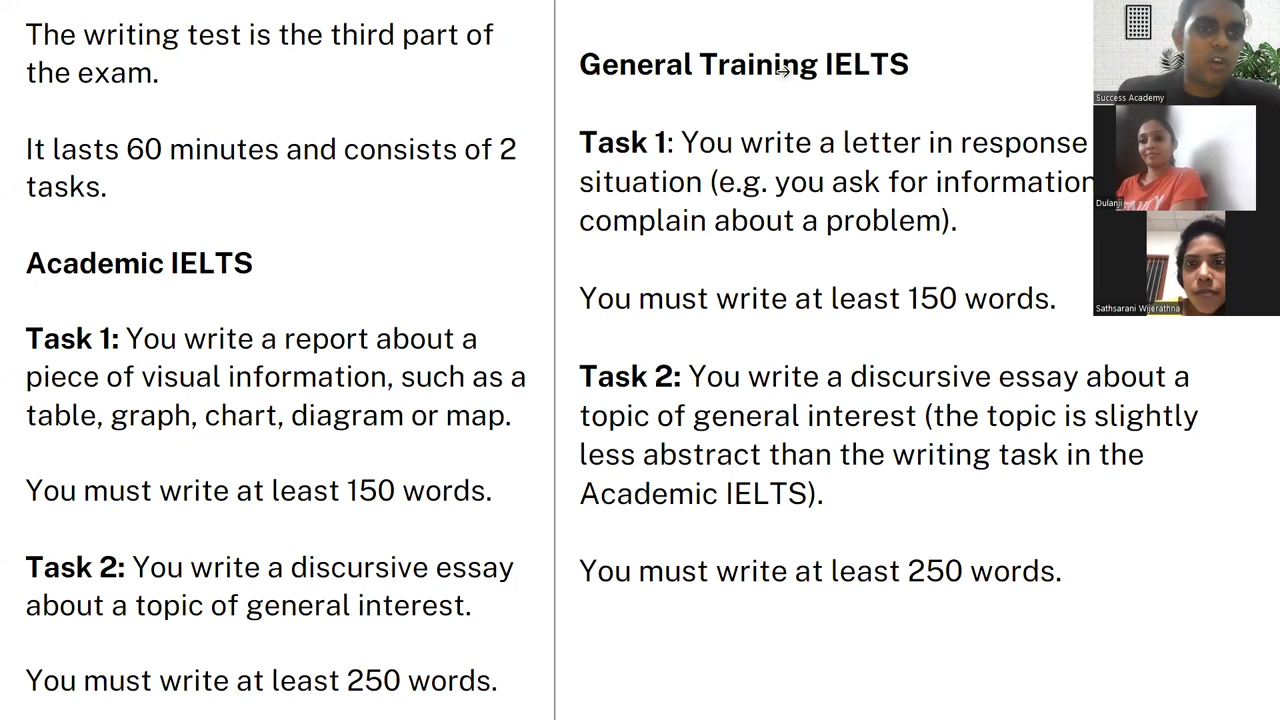 The writing test is the third part of
the exam.
It lasts 60 minutes and consists of 2
tasks.
Academic IELTS
Task 1: You write a report about a
piece of visual information, such as a
table, graph, chart, diagram or map.
You must write at least 150 words.
Task 2: You write a discursive essay
about a topic of general interest.
You must write at least 250 words.
General Training IELTS
Task 1: You write a letter in response
situation (e.g. you ask for information
complain about a problem).
You must write at least 150 words.
Task 2: You write a discursive essay about a
topic of general interest (the topic is slightly
less abstract than the writing task in the
Academic IELTS).
You must write at least 250 words.
Success Academy
Dulanji
Sathsarani Wijerathna